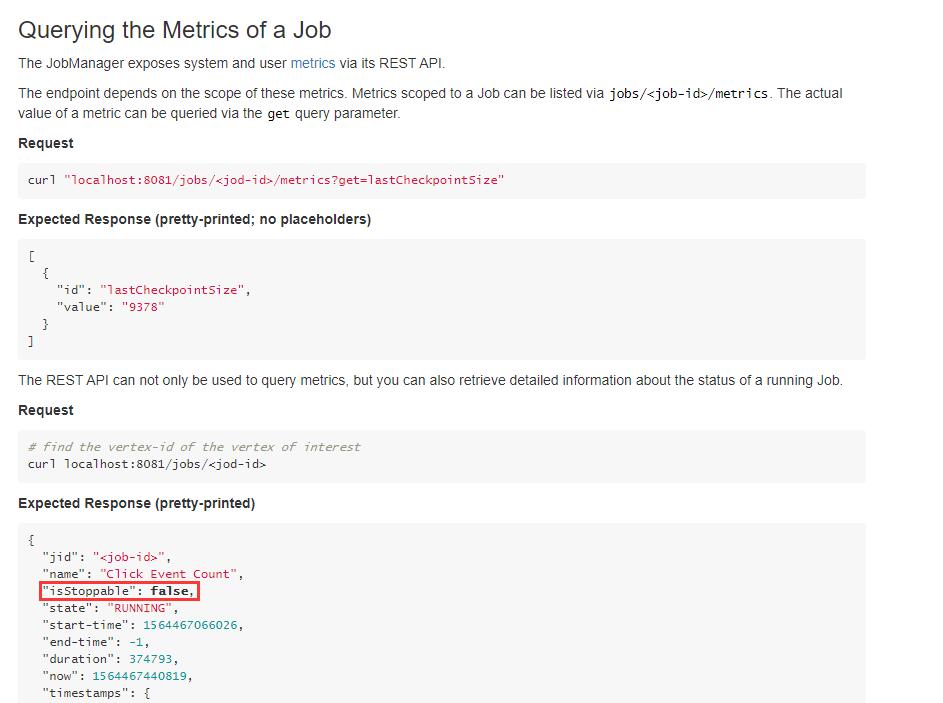 Querying the Metrics of a Job
The JobManager exposes system and user metrics via its REST API.
The endpoint depends on the scope of these metrics. Metrics scoped to a Job can be listed via jobs/<job-id>/metrics. The actual
value of a metric can be queried via the get query parameter.
Request
curl "localhost:8081/jobs/<jod-id>/metrics?get=lastCheckpointSize"
Expected Response (pretty-printed; no placeholders)
[
  {
    "id": "lastCheckpointSize",
    "value": "9378"
  }
]
The REST API can not only be used to query metrics, but you can also retrieve detailed information about the status of a running Job.
Request
# find the vertex-id of the vertex of interest
curl localhost:8081/jobs/<jod-id>
Expected Response (pretty-printed)
{
  "jid": "<job-id>",
  "name": "Click Event Count",
  "isStoppable": false,
  "state": "RUNNING",
  "start-time": 1564467066026,
  "end-time": -1,
  "duration": 374793,
  "now": 1564467440819,
  "timestamps": {